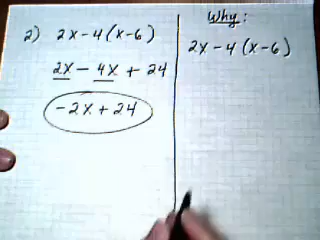 2) 2x-4(x-6)
2x - 4x + 24
-2x + 24
Why:
2x-4(x-6)